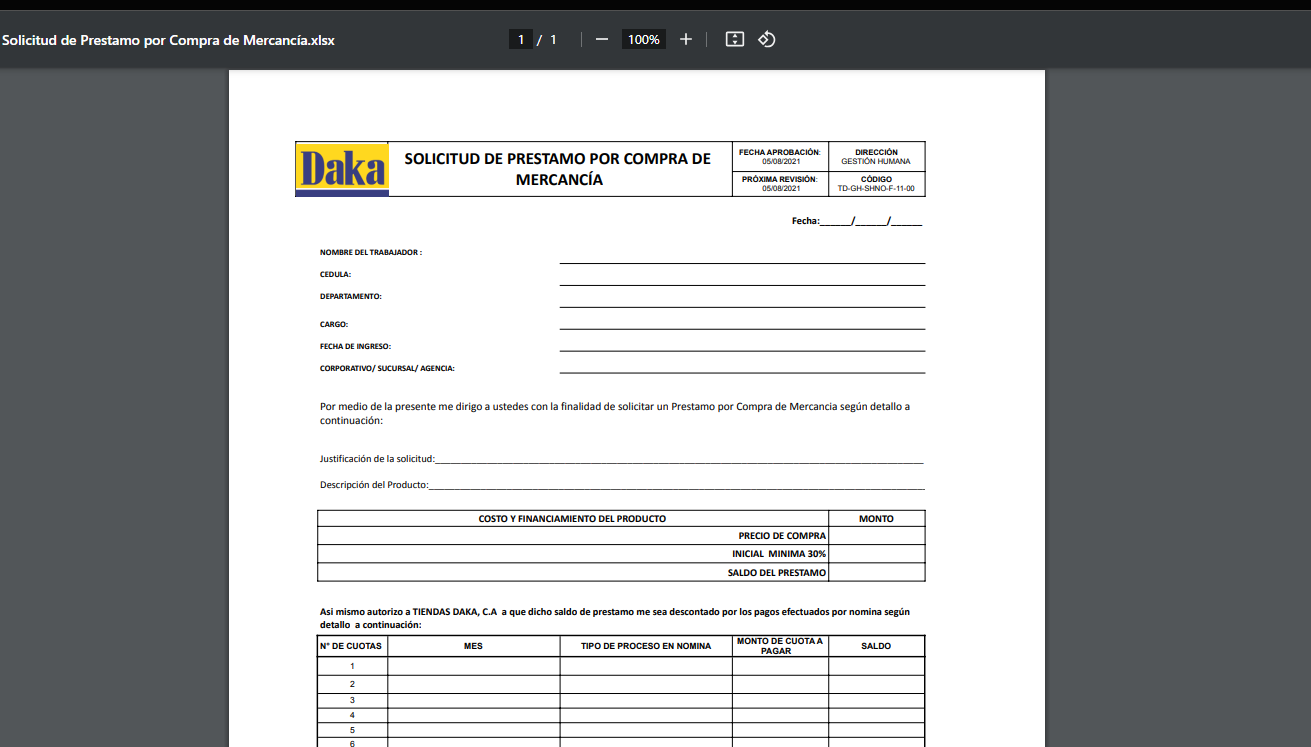 Solicitud de Prestamo por Compra de Mercancía.xlsx
1 / 1
100%
Daka
SOLICITUD DE PRESTAMO POR COMPRA DE
MERCANCÍA
FECHA APROBACIÓN:
05/08/2021
DIRECCIÓN
GESTIÓN HUMANA
PRÓXIMA REVISIÓN:
05/08/2021
CÓDIGO
TD-GH-SHNO-F-11-00
Fecha:______/______/______
NOMBRE DEL TRABAJADOR :
CEDULA:
DEPARTAMENTO:
CARGO:
FECHA DE INGRESO:
CORPORATIVO/ SUCURSAL/ AGENCIA:
Por medio de la presente me dirigo a ustedes con la finalidad de solicitar un Prestamo por Compra de Mercancia según detallo a
continuación:
Justificación de la solicitud:
Descripción del Producto:
COSTO Y FINANCIAMIENTO DEL PRODUCTO MONTO
PRECIO DE COMPRA
INICIAL MINIMA 30%
SALDO DEL PRESTAMO
Asi mismo autorizo a TIENDAS DAKA, C.A a que dicho saldo de prestamo me sea descontado por los pagos efectuados por nomina según
detallo a continuación:
N° DE CUOTAS MES TIPO DE PROCESO EN NOMINA MONTO DE CUOTA A PAGAR SALDO
1
2
3
4
5
6